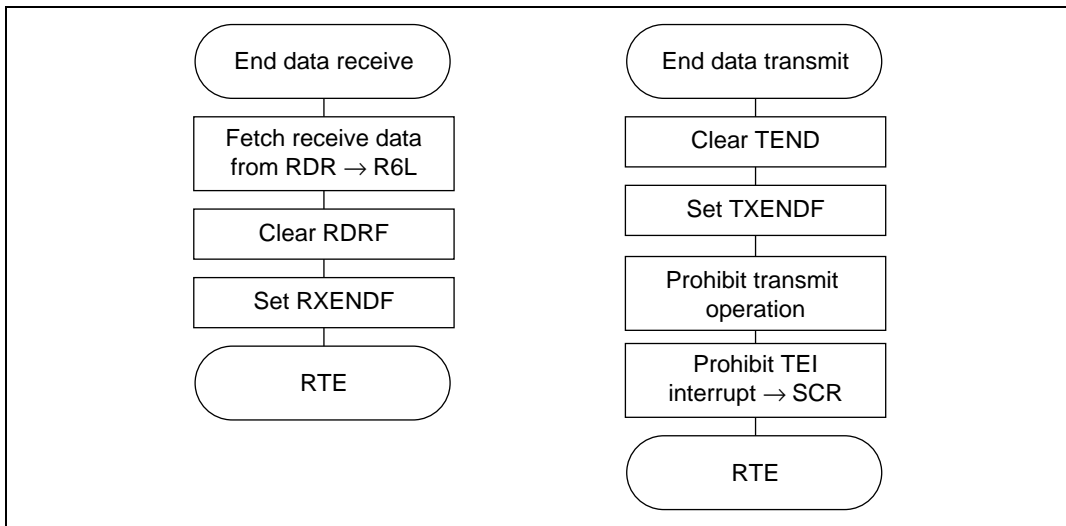 End data receive
Fetch receive data
from RDR → R6L
Clear RDRF
Set RXENDF
RTE
End data transmit
Clear TEND
Set TXENDF
Prohibit transmit
operation
Prohibit TEI
interrupt → SCR
RTE